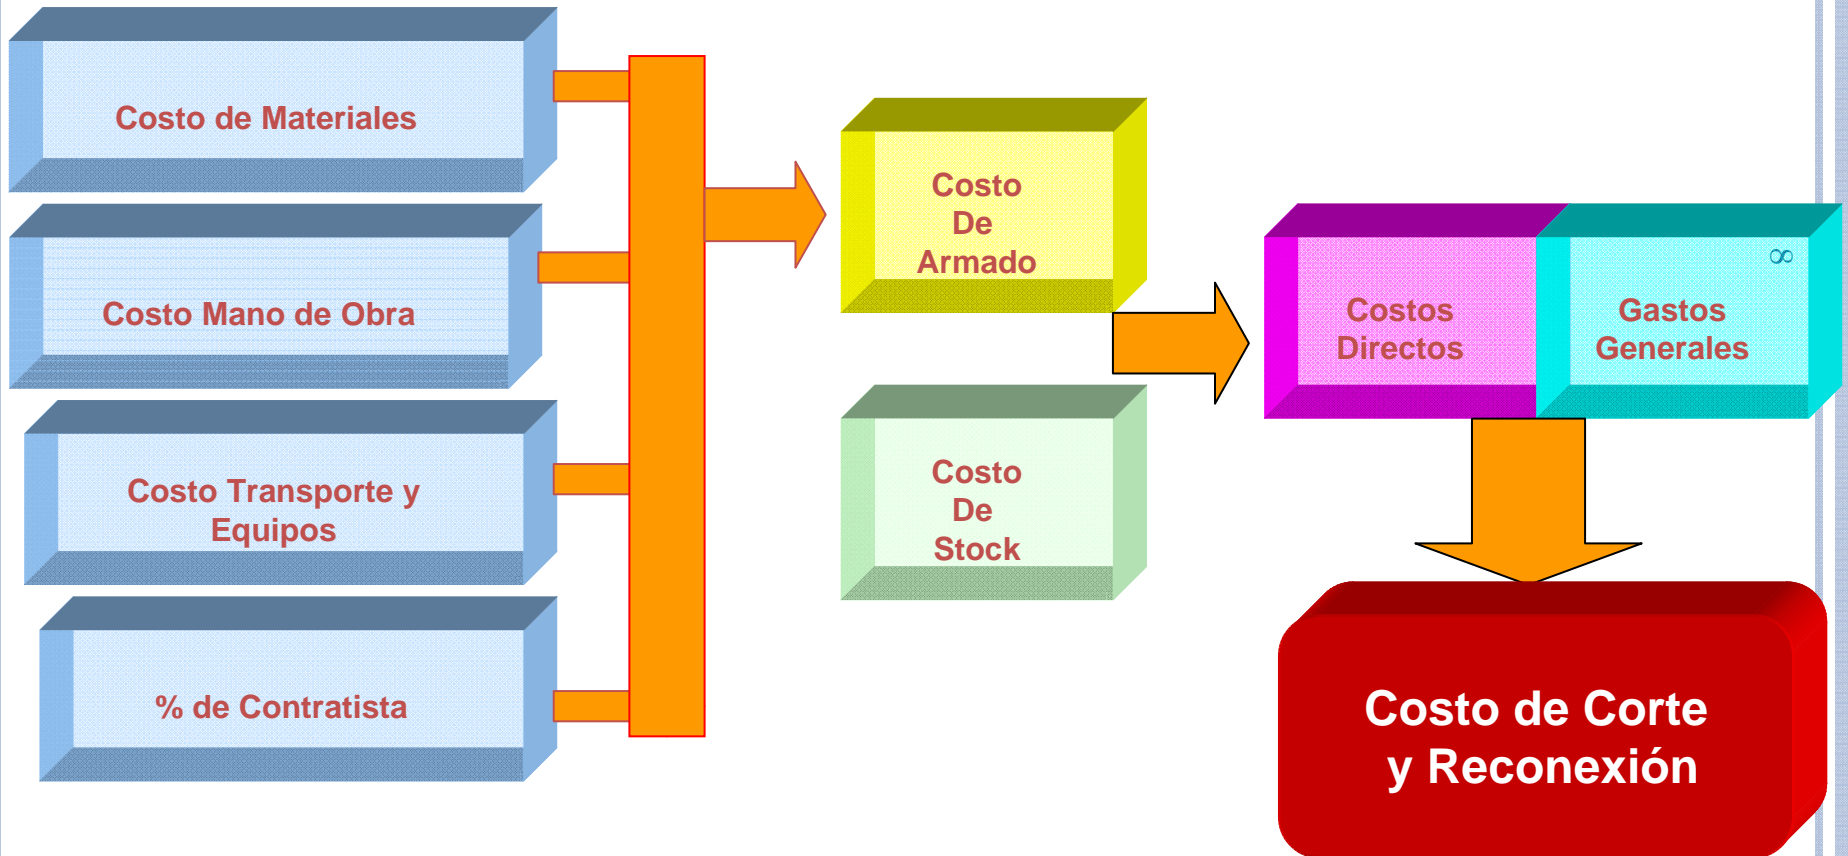 Costo de Materiales
Costo Mano de Obra
Costo Transporte y
Equipos
% de Contratista
Costo
De
Armado
Costo
De
Stock
Costos
Directos
Gastos
Generales
8
Costo de Corte
y Reconexión